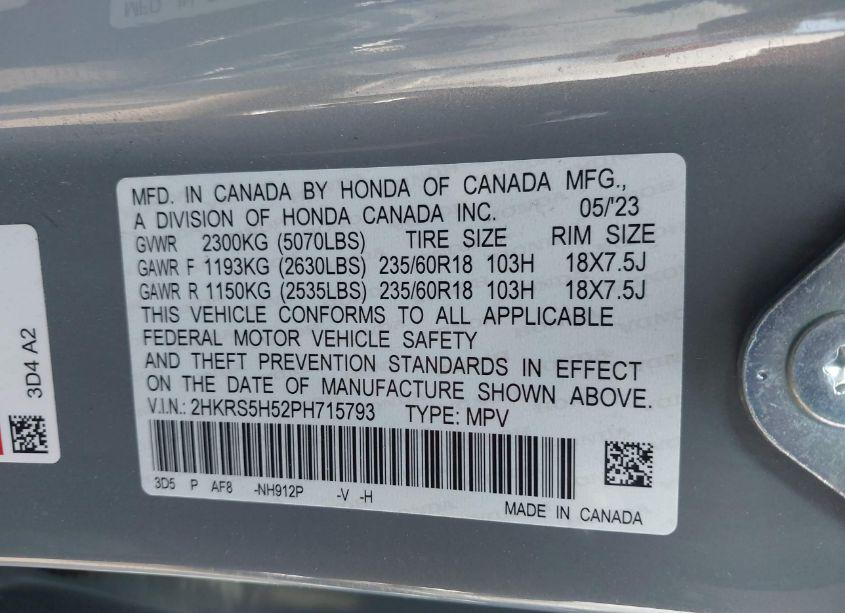 MFD. IN CANADA BY HONDA OF CANADA MFG.,
A DIVISION OF HONDA CANADA INC. 05/'23
GVWR 2300KG (5070LBS) TIRE SIZE RIM SIZE
GAWR F 1193KG (2630LBS) 235/60R18 103H 18X7.5J
GAWR R 1150KG (2535LBS) 235/60R18 103H 18X7.5J
THIS VEHICLE CONFORMS TO ALL APPLICABLE
FEDERAL MOTOR VEHICLE SAFETY
AND THEFT PREVENTION STANDARDS IN EFFECT
ON THE DATE OF MANUFACTURE SHOWN ABOVE.
V.I.N.: 2HKRS5H52PH715793 TYPE: MPV
3D5 P AF8 -NH912P -V -H
MADE IN CANADA
3D4 A2